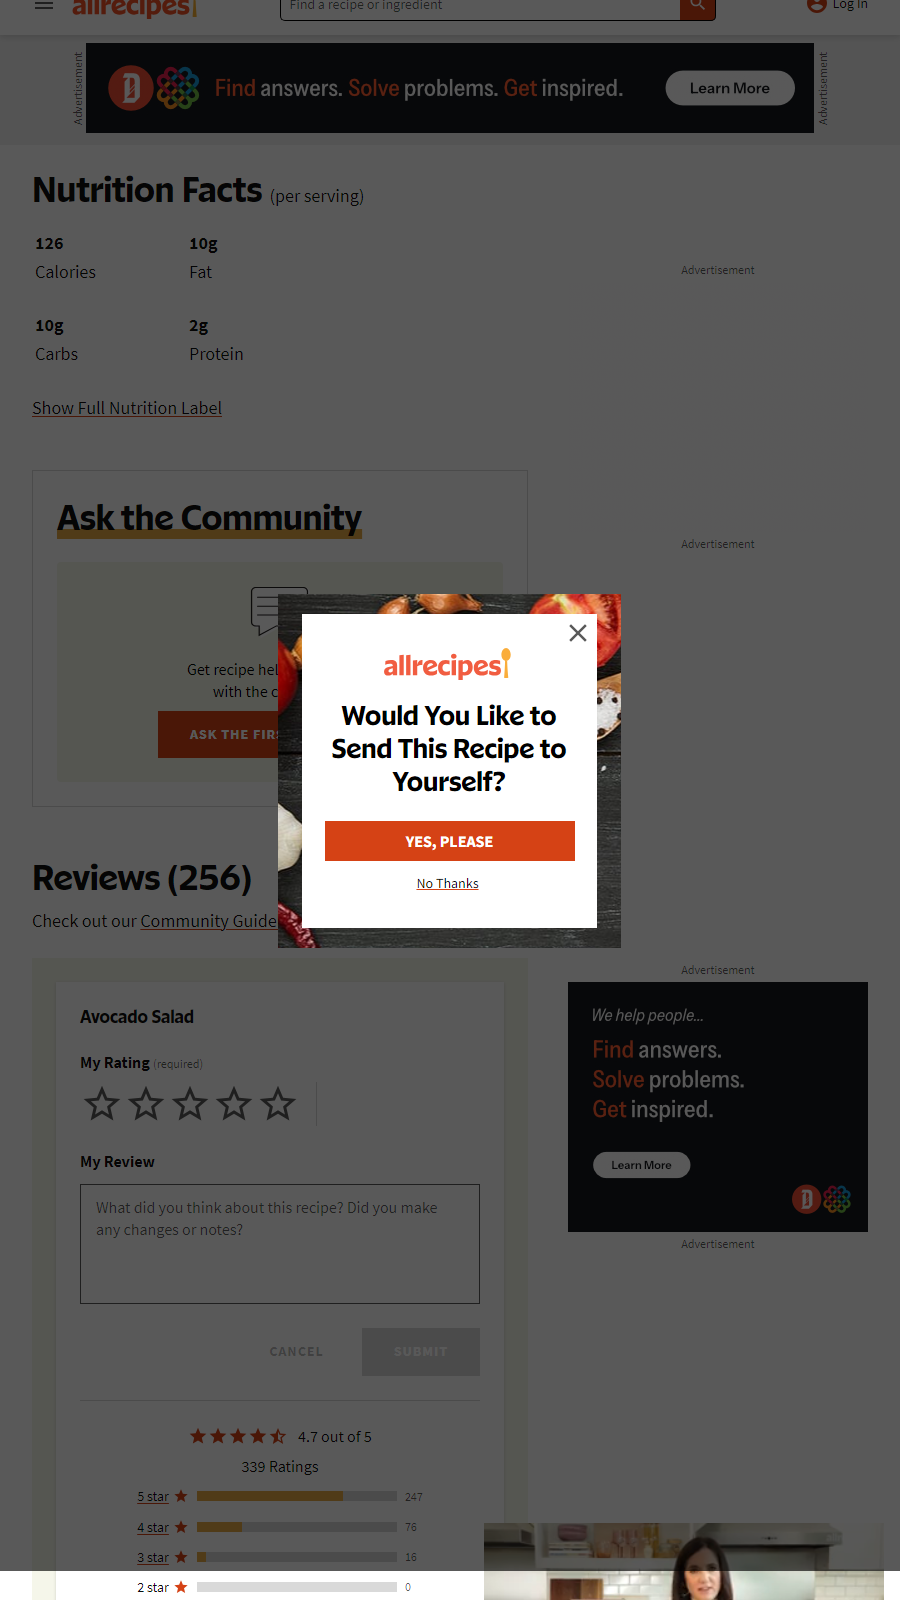 allrecipes
Find a recipe or ingredient
Log In
Advertisement
Find answers. Solve problems. Get inspired.
Learn More
Advertisement
Nutrition Facts (per serving)
126
Calories
10g
Fat
10g
Carbs
2g
Protein
Show Full Nutrition Label
Advertisement
Advertisement
Ask the Community
Get recipe hel
with the c
ASK THE FIRS
allrecipes
Would You Like to
Send This Recipe to
Yourself?
YES, PLEASE
No Thanks
Reviews (256)
Check out our Community Guide
Avocado Salad
My Rating (required)
My Review
What did you think about this recipe? Did you make
any changes or notes?
CANCEL
SUBMIT
4.7 out of 5
339 Ratings
5 star 247
4 star 76
3 star 16
2 star 0
Advertisement
We help people...
Find answers.
Solve problems.
Get inspired.
Learn More
Advertisement